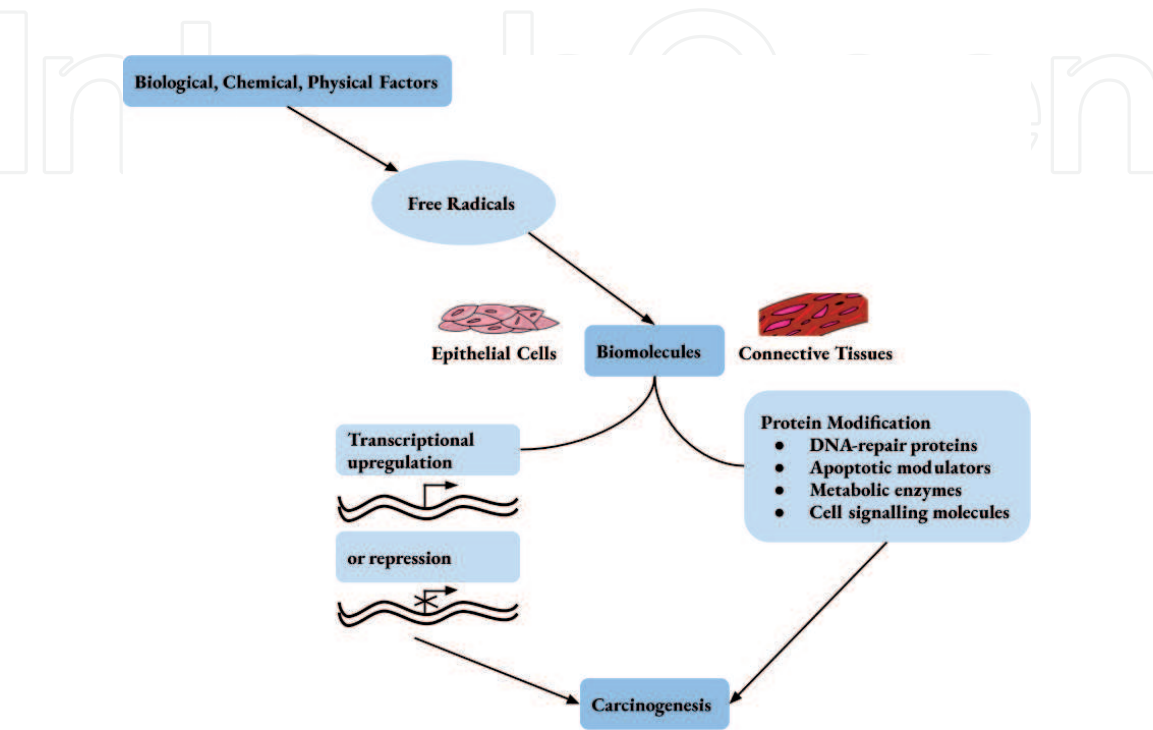 Biological, Chemical, Physical Factors
Free Radicals
Epithelial Cells
Biomolecules
Connective Tissues
Transcriptional
upregulation
or repression
Protein Modification
● DNA-repair proteins
● Apoptotic modulators
● Metabolic enzymes
● Cell signalling molecules
Carcinogenesis